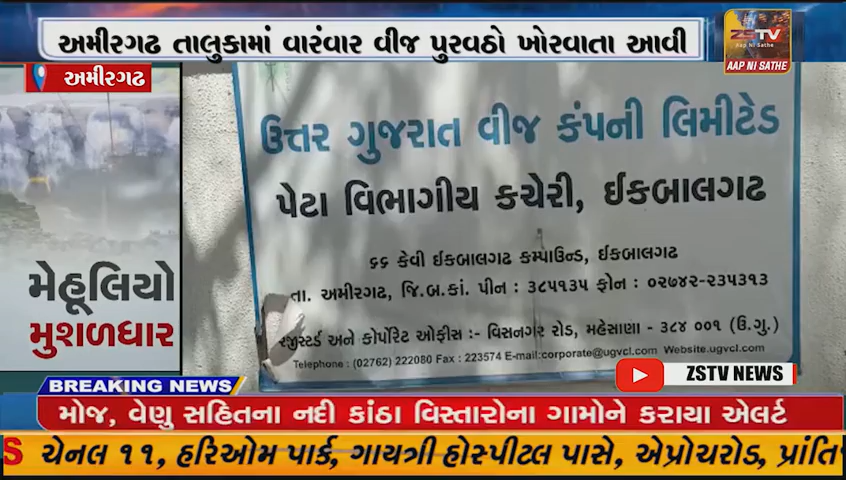 અમીરગઢ તાલુકામાં વારંવાર વીજ પુરવઠો ખોરવાતા આવી
ZSTV
Aap Ni Sathe
AAP NI SATHE
અમીરગઢ
ઉત્તર ગુજરાત વીજ કંપની લિમીટેડ
પેટા વિભાગીય કચેરી, ઈકબાલગઢ
૬૬ કેવી ઈકબાલગઢ કમ્પાઉન્ડ, ઈકબાલગઢ
તા. અમીરગઢ, જિ.બ.કાં. પીન : ૩૮૫૧૩૫ ફોન : ૦૨૭૪૨-૨૩૫૩૧૩
રજીસ્ટર્ડ અને કોર્પોરેટ ઓફીસ :- વિસનગર રોડ, મહેસાણા - ૩૮૪ ૦૦૧ (ઉ.ગુ.)
Telephone : (02762) 222080 Fax : 223574 E-mail:corporate@ugvcl.com Website.ugvcl.com
મેહૂલિયો
મુશળધાર
ZSTV NEWS
BREAKING NEWS
મોજ, વેણુ સહિતના નદી કાંઠા વિસ્તારોના ગામોને કરાયા એલર્ટ
S ચેનલ ૧૧, હરિઓમ પાર્ક, ગાયત્રી હોસ્પીટલ પાસે, એપ્રોચરોડ, પ્રાંતિ